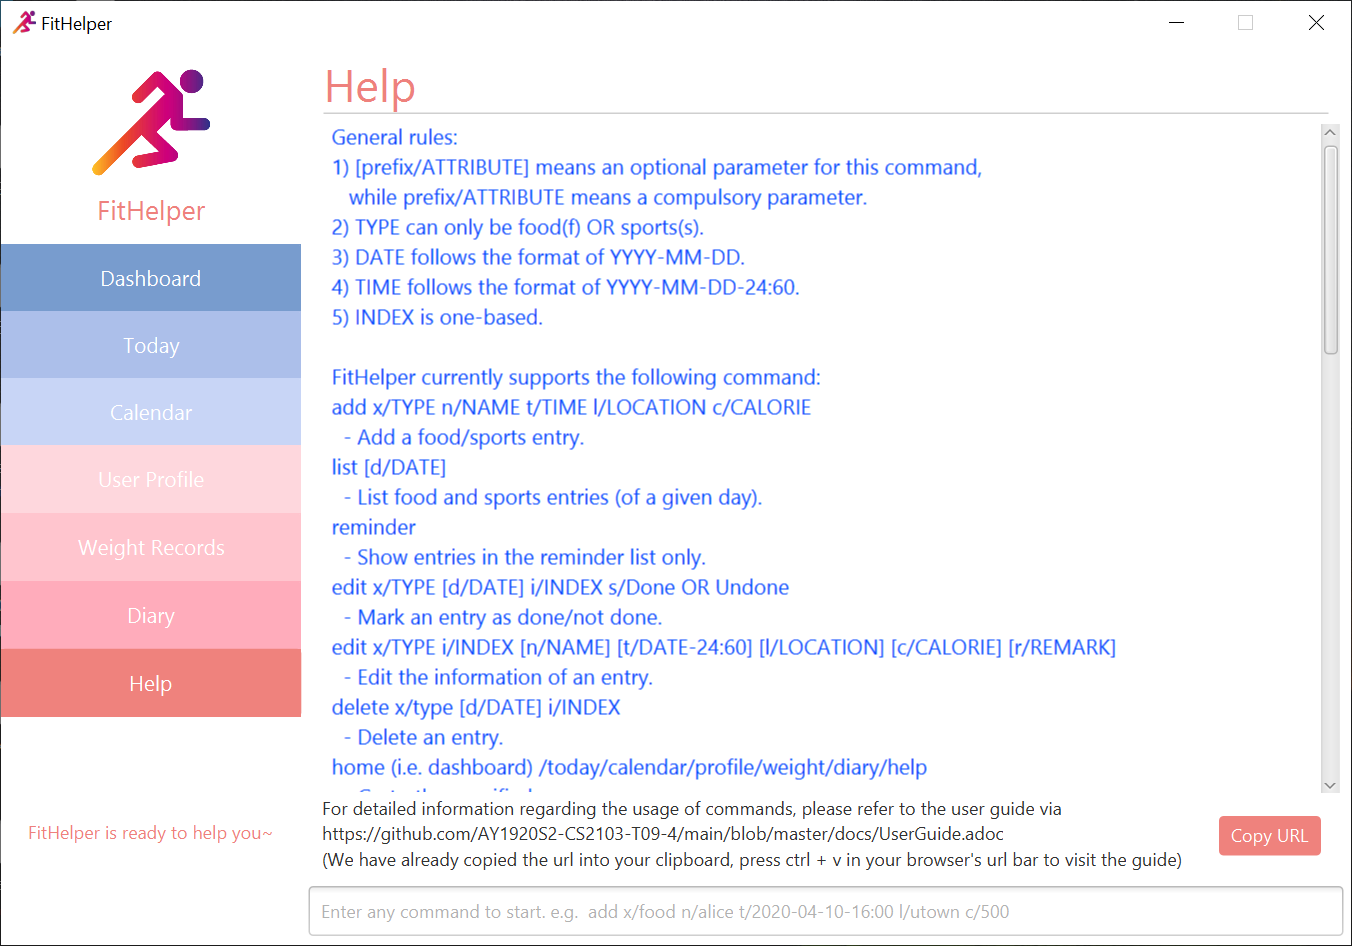 FitHelper
FitHelper
Dashboard
Today
Calendar
User Profile
Weight Records
Diary
Help
FitHelper is ready to help you~
Help
General rules:
1) [prefix/ATTRIBUTE] means an optional parameter for this command,
while prefix/ATTRIBUTE means a compulsory parameter.
2) TYPE can only be food(f) OR sports(s).
3) DATE follows the format of YYYY-MM-DD.
4) TIME follows the format of YYYY-MM-DD-24:60.
5) INDEX is one-based.
FitHelper currently supports the following command:
add x/TYPE n/NAME t/TIME l/LOCATION c/CALORIE
- Add a food/sports entry.
list [d/DATE]
- List food and sports entries (of a given day).
reminder
- Show entries in the reminder list only.
edit x/TYPE [d/DATE] i/INDEX s/Done OR Undone
- Mark an entry as done/not done.
edit x/TYPE i/INDEX [n/NAME] [t/DATE-24:60] [l/LOCATION] [c/CALORIE] [r/REMARK]
- Edit the information of an entry.
delete x/type [d/DATE] i/INDEX
- Delete an entry.
home (i.e. dashboard) /today/calendar/profile/weight/diary/help
For detailed information regarding the usage of commands, please refer to the user guide via
https://github.com/AY1920S2-CS2103-T09-4/main/blob/master/docs/UserGuide.adoc
(We have already copied the url into your clipboard, press ctrl + v in your browser's url bar to visit the guide)
Copy URL
Enter any command to start. e.g.  add x/food n/alice t/2020-04-10-16:00 l/utown c/500